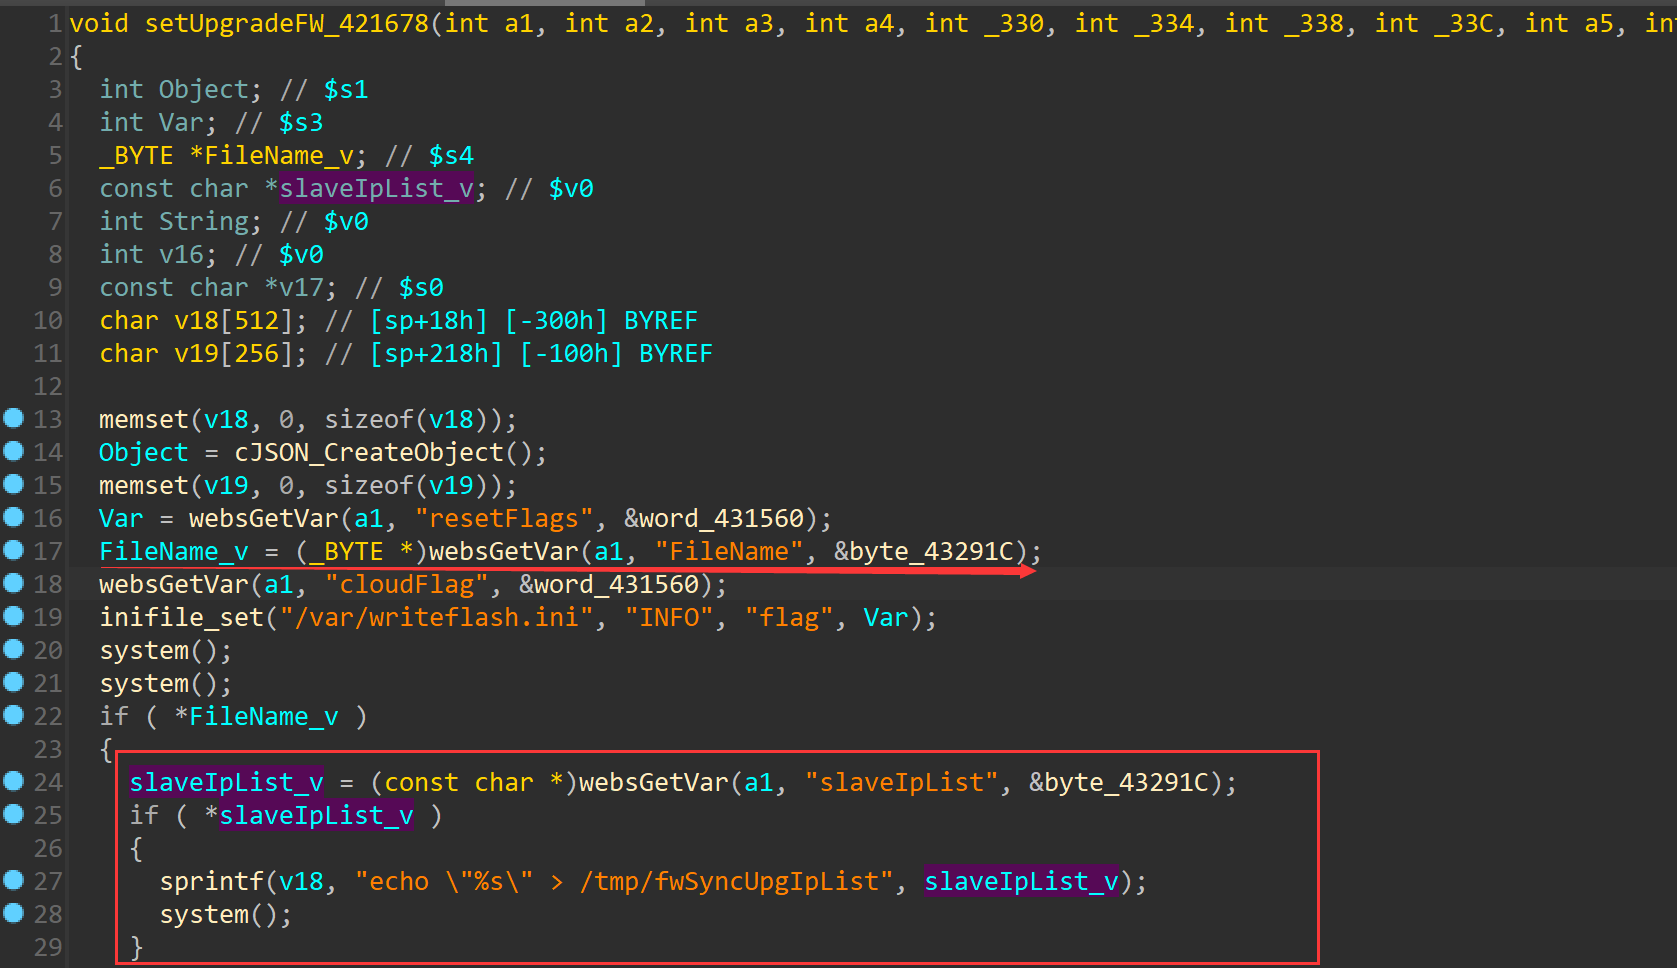 1 void setUpgradeFW_421678(int a1, int a2, int a3, int a4, int _330, int _334, int _338, int _33C, int a5, in
2 {
3 int Object; // $s1
4 int Var; // $s3
5 _BYTE *FileName_v; // $s4
6 const char *slaveIpList_v; // $v0
7 int String; // $v0
8 int v16; // $v0
9 const char *v17; // $s0
10 char v18[512]; // [sp+18h] [-300h] BYREF
11 char v19[256]; // [sp+218h] [-100h] BYREF
12
13 memset(v18, 0, sizeof(v18));
14 Object = cJSON_CreateObject();
15 memset(v19, 0, sizeof(v19));
16 Var = websGetVar(a1, "resetFlags", &word_431560);
17 FileName_v = (_BYTE *)websGetVar(a1, "FileName", &byte_43291C);
18 websGetVar(a1, "cloudFlag", &word_431560);
19 inifile_set("/var/writeflash.ini", "INFO", "flag", Var);
20 system();
21 system();
22 if ( *FileName_v )
23 {
24 slaveIpList_v = (const char *)websGetVar(a1, "slaveIpList", &byte_43291C);
25 if ( *slaveIpList_v )
26 {
27 sprintf(v18, "echo \"%s\" > /tmp/fwSyncUpgIpList", slaveIpList_v);
28 system();
29 }